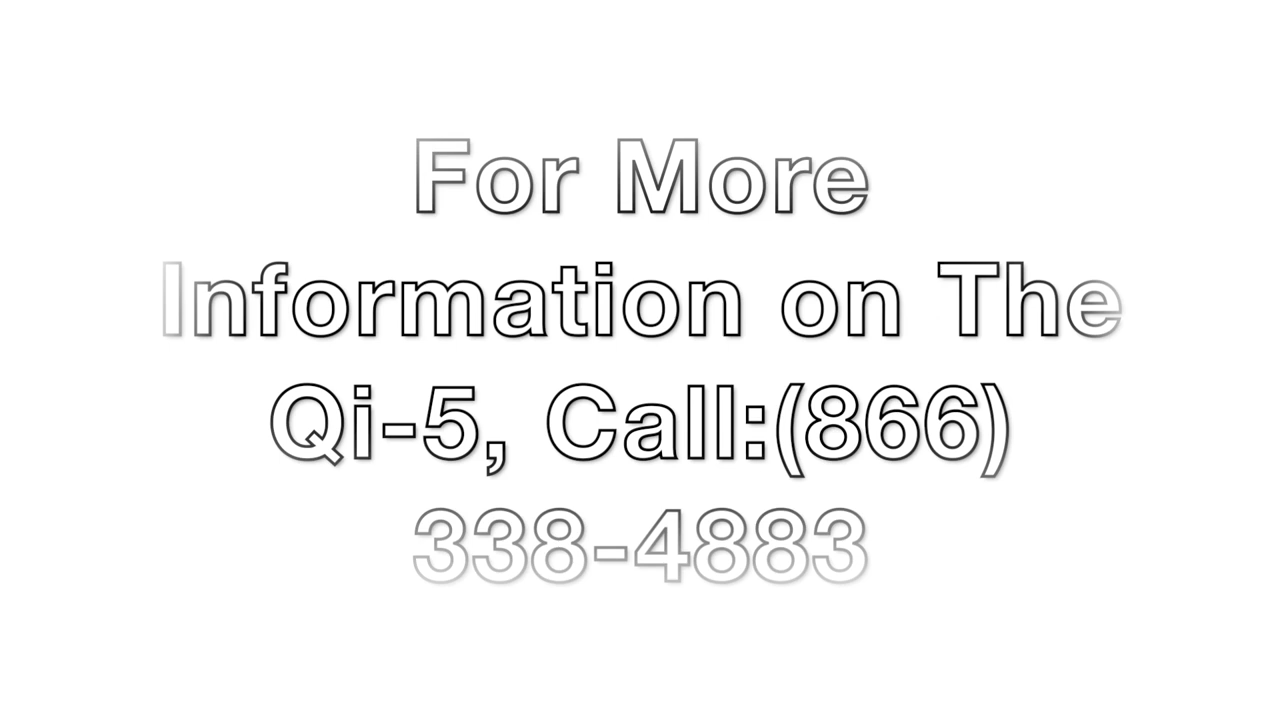 For More
Information on The
Qi-5, Call:(866)
338-4883